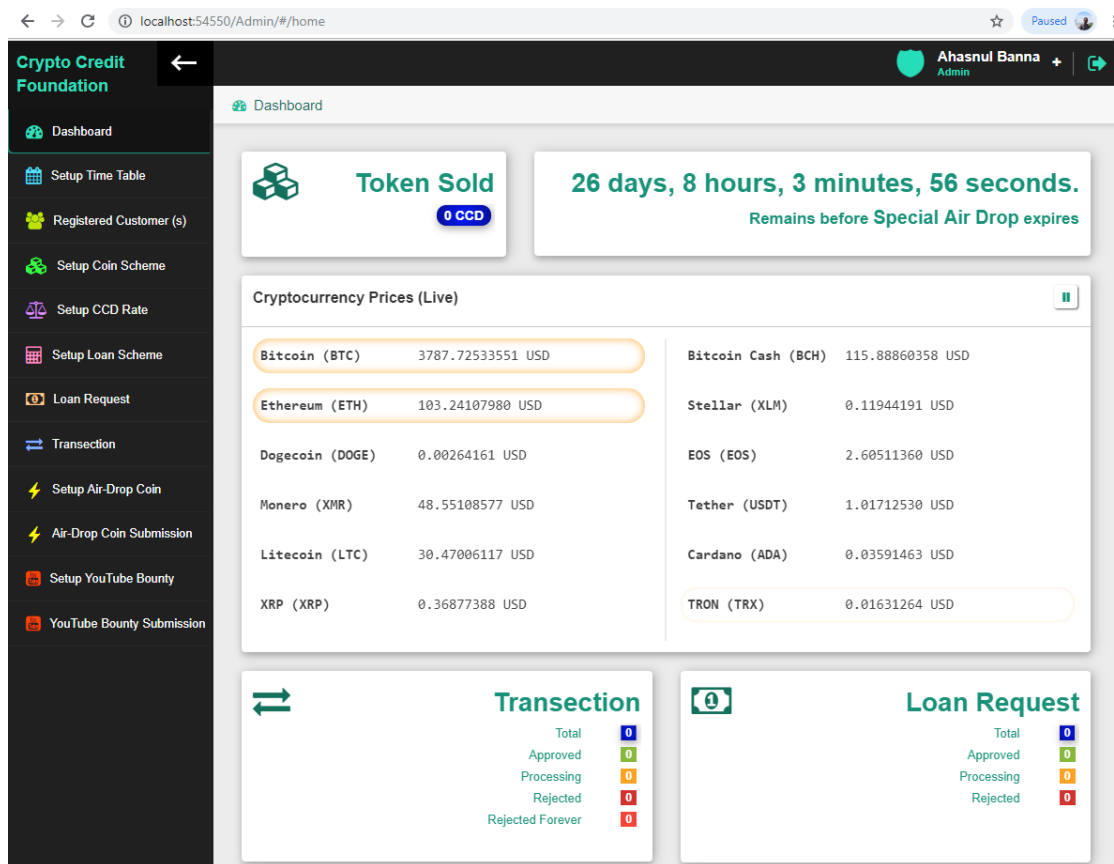 localhost:54550/Admin/#/home
Paused
Crypto Credit
Foundation
Ahasnul Banna
Admin
Dashboard
Dashboard
Setup Time Table
Registered Customer (s)
Setup Coin Scheme
Setup CCD Rate
Setup Loan Scheme
Loan Request
Transection
Setup Air-Drop Coin
Air-Drop Coin Submission
Setup YouTube Bounty
YouTube Bounty Submission
Token Sold
0 CCD
26 days, 8 hours, 3 minutes, 56 seconds.
Remains before Special Air Drop expires
Cryptocurrency Prices (Live)
Bitcoin (BTC) 3787.72533551 USD
Ethereum (ETH) 103.24107980 USD
Dogecoin (DOGE) 0.00264161 USD
Monero (XMR) 48.55108577 USD
Litecoin (LTC) 30.47006117 USD
XRP (XRP) 0.36877388 USD
Bitcoin Cash (BCH) 115.88860358 USD
Stellar (XLM) 0.11944191 USD
EOS (EOS) 2.60511360 USD
Tether (USDT) 1.01712530 USD
Cardano (ADA) 0.03591463 USD
TRON (TRX) 0.01631264 USD
Transection
Total 0
Approved 0
Processing 0
Rejected 0
Rejected Forever 0
Loan Request
Total 0
Approved 0
Processing 0
Rejected 0